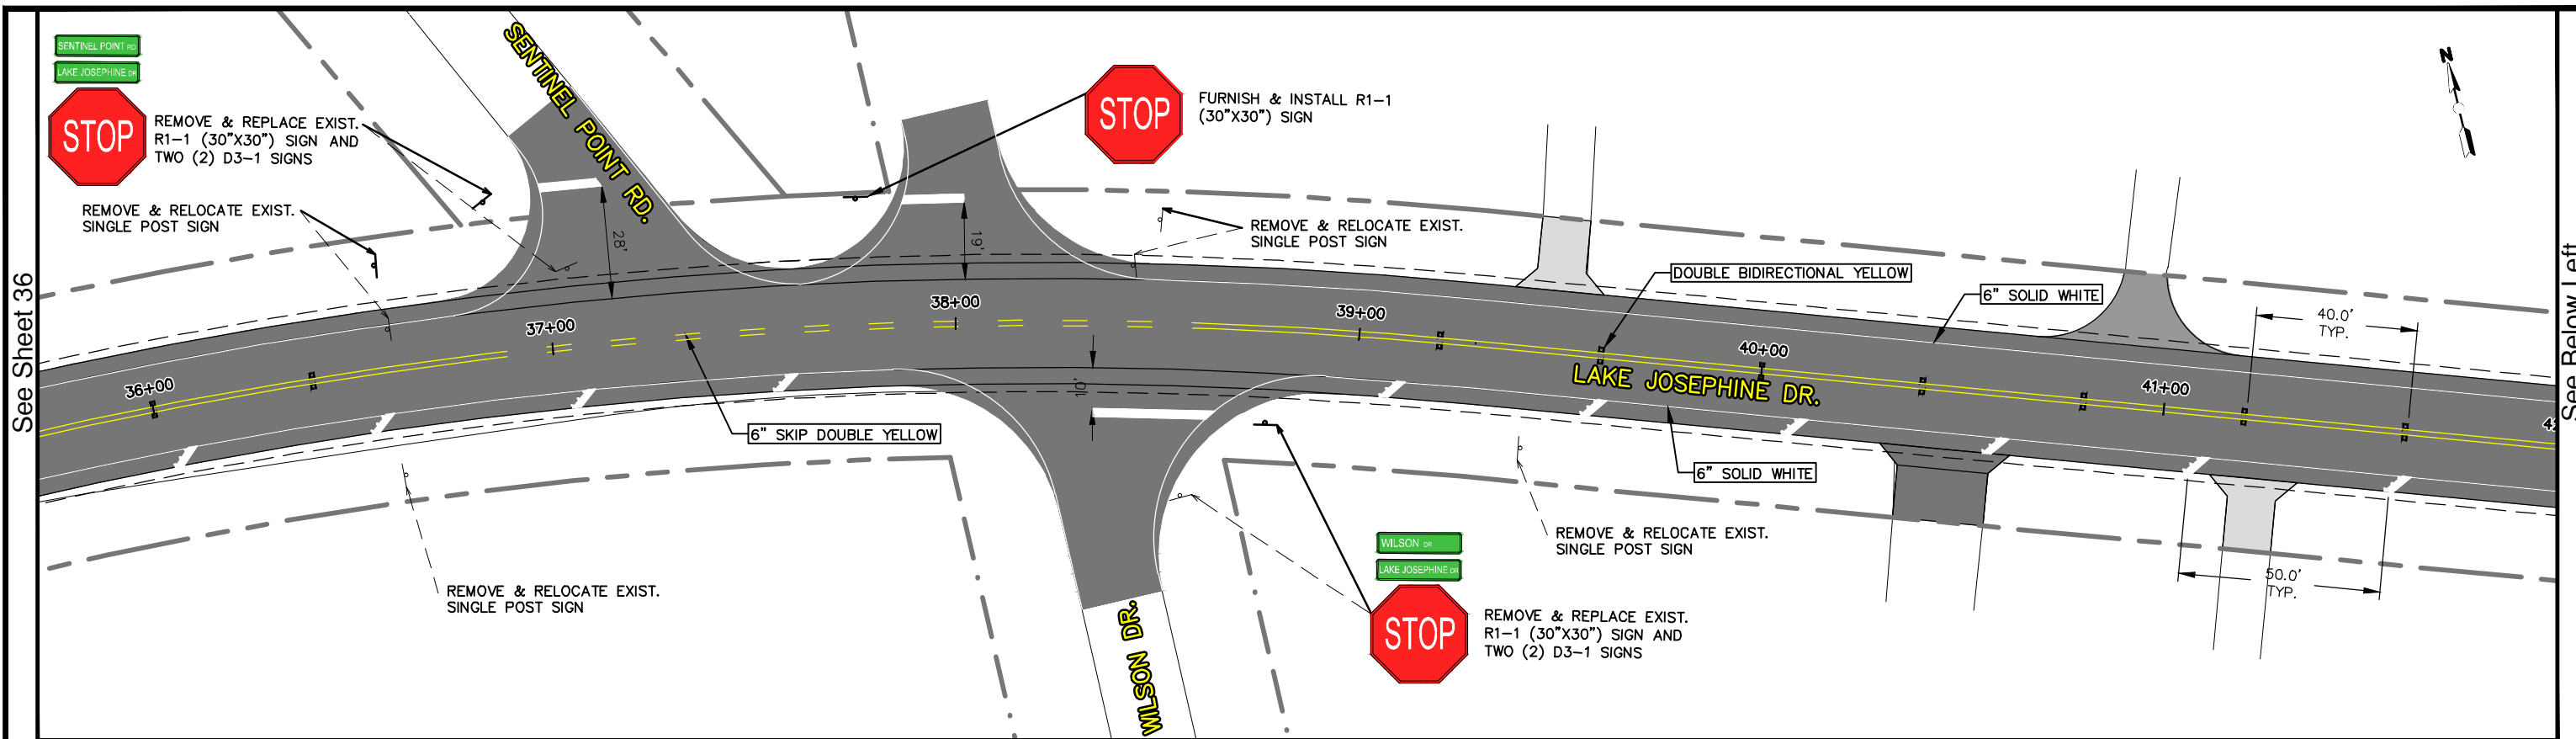 See Sheet 36
SENTINEL POINT RD
LAKE JOSEPHINE DR
STOP
REMOVE & REPLACE EXIST.
R1-1 (30"X30") SIGN AND
TWO (2) D3-1 SIGNS
REMOVE & RELOCATE EXIST.
SINGLE POST SIGN
SENTINEL POINT RD.
28'
STOP
FURNISH & INSTALL R1-1
(30"X30") SIGN
19'
REMOVE & RELOCATE EXIST.
SINGLE POST SIGN
N
DOUBLE BIDIRECTIONAL YELLOW
6" SOLID WHITE
40.0'
TYP.
36+00
37+00
38+00
39+00
40+00
41+00
LAKE JOSEPHINE DR.
10'
6" SKIP DOUBLE YELLOW
6" SOLID WHITE
REMOVE & RELOCATE EXIST.
SINGLE POST SIGN
WILSON DR.
WILSON DR
LAKE JOSEPHINE DR
STOP
REMOVE & REPLACE EXIST.
R1-1 (30"X30") SIGN AND
TWO (2) D3-1 SIGNS
REMOVE & RELOCATE EXIST.
SINGLE POST SIGN
50.0'
TYP.
See Below Left